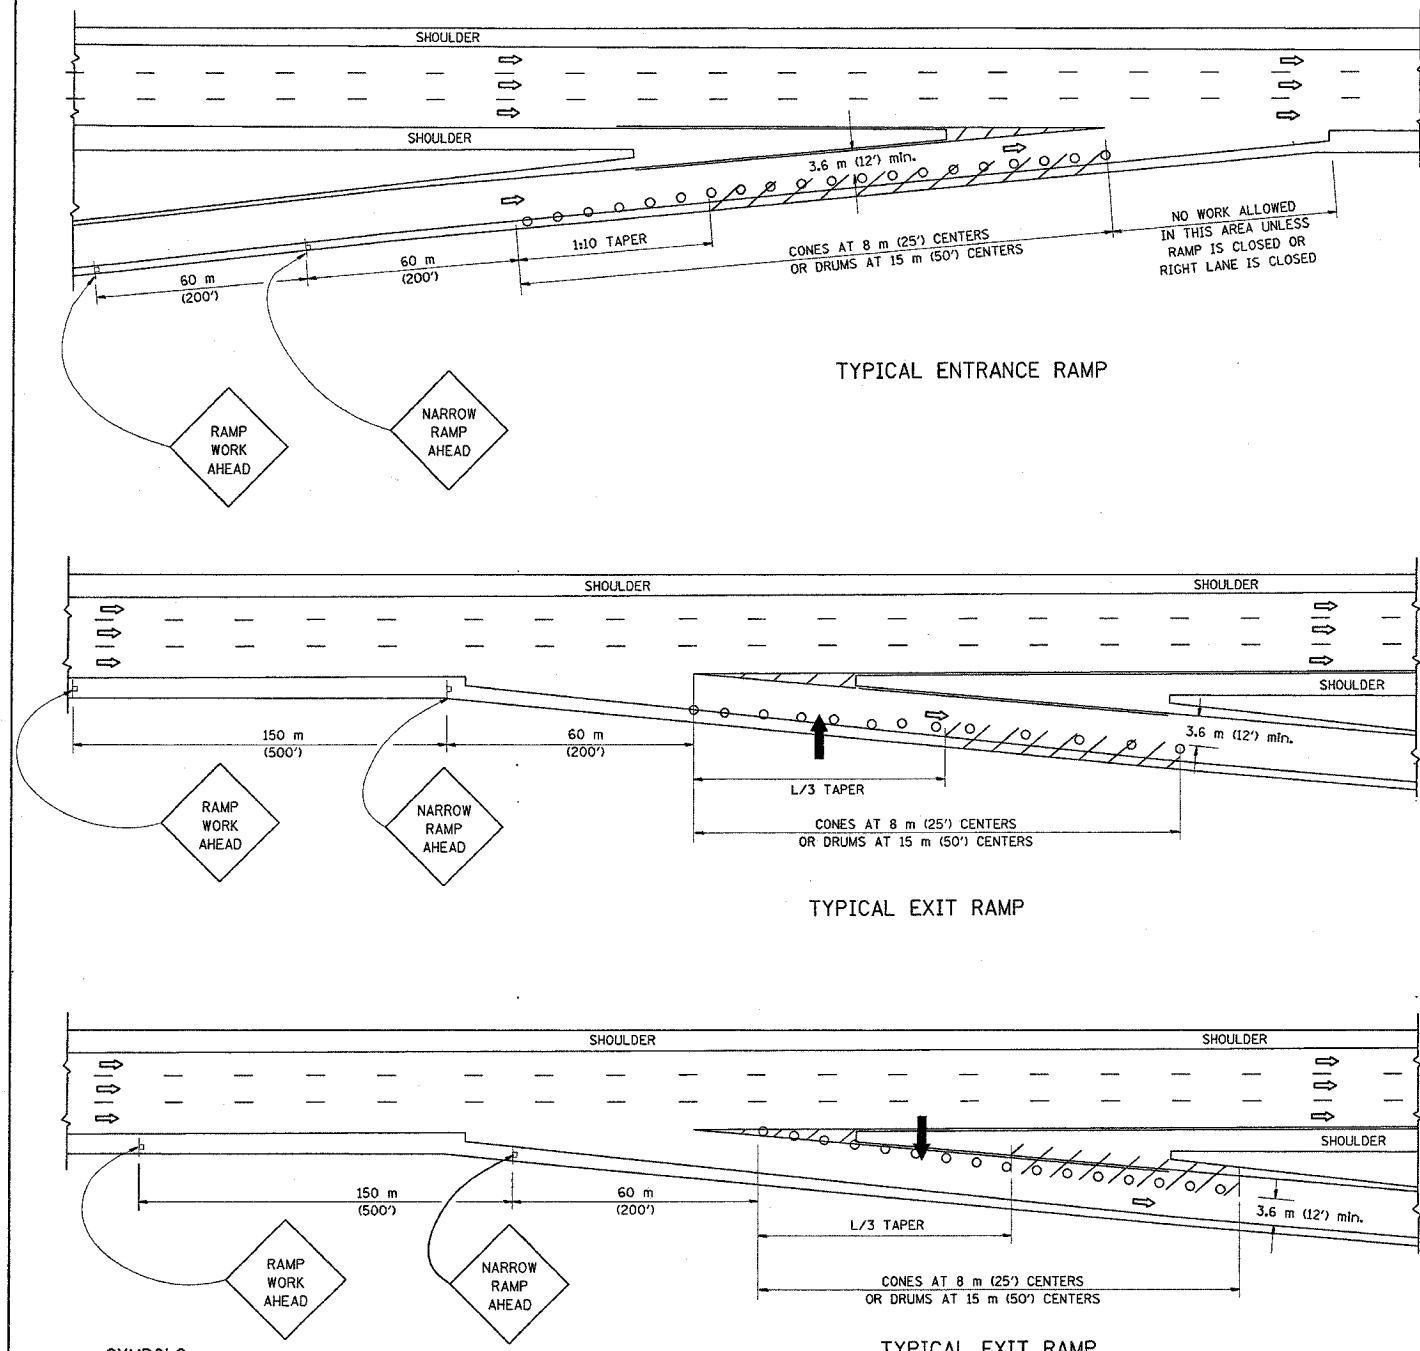 SHOULDER
SHOULDER
3.6 m (12') min.
1:10 TAPER
60 m
(200')
60 m
(200')
CONES AT 8 m (25') CENTERS
OR DRUMS AT 15 m (50') CENTERS
NO WORK ALLOWED
IN THIS AREA UNLESS
RAMP IS CLOSED OR
RIGHT LANE IS CLOSED
TYPICAL ENTRANCE RAMP
RAMP
WORK
AHEAD
NARROW
RAMP
AHEAD
SHOULDER
SHOULDER
SHOULDER
150 m
(500')
60 m
(200')
3.6 m (12') min.
L/3 TAPER
RAMP
WORK
AHEAD
NARROW
RAMP
AHEAD
CONES AT 8 m (25') CENTERS
OR DRUMS AT 15 m (50') CENTERS
TYPICAL EXIT RAMP
SHOULDER
SHOULDER
SHOULDER
150 m
(500')
60 m
(200')
3.6 m (12') min.
L/3 TAPER
RAMP
WORK
AHEAD
NARROW
RAMP
AHEAD
CONES AT 8 m (25') CENTERS
OR DRUMS AT 15 m (50') CENTERS
TYPICAL EXIT RAMP
SYMBOLS